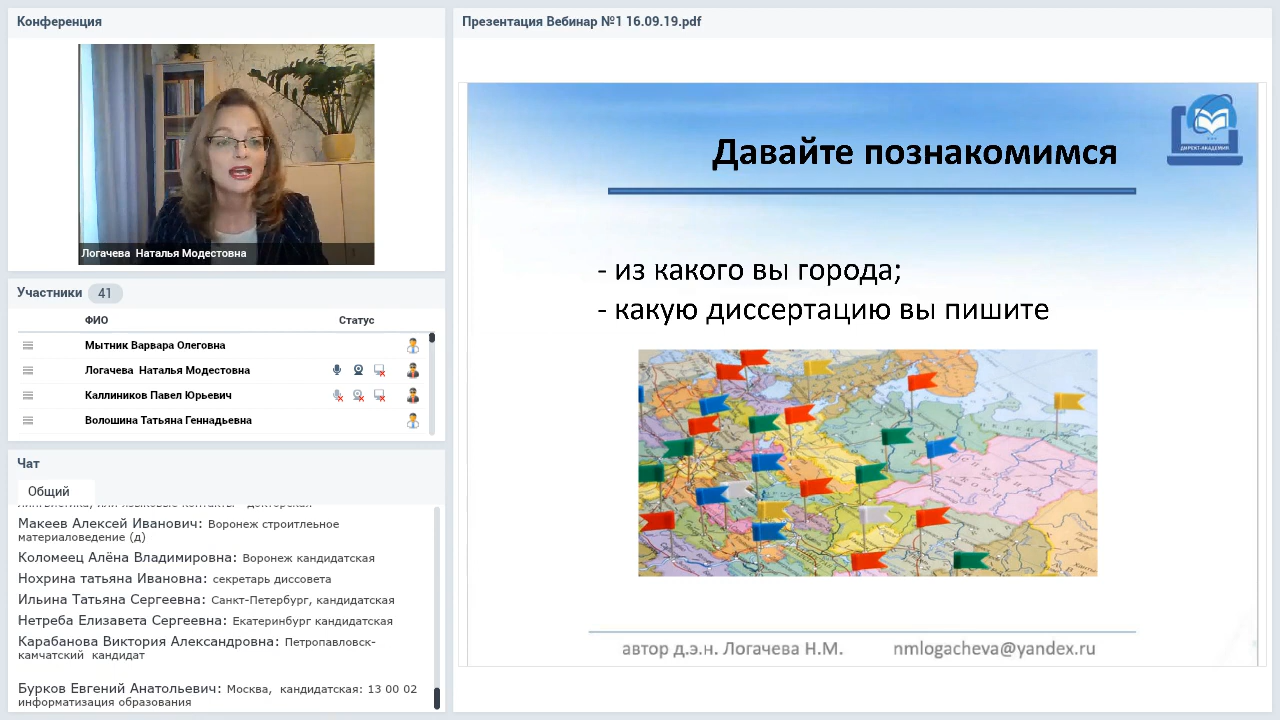 Конференция
Логачева  Наталья Модестовна
Участники 41
ФИО Статус
Мытник Варвара Олеговна
Логачева  Наталья Модестовна
Каллиников Павел Юрьевич
Волошина Татьяна Геннадьевна
Чат
Общий
Макеев Алексей Иванович: Воронеж строитлеьное
материаловедение (д)
Коломеец Алёна Владимировна: Воронеж кандидатская
Нохрина татьяна Ивановна: секретарь диссовета
Ильина Татьяна Сергеевна: Санкт-Петербург, кандидатская
Нетреба Елизавета Сергеевна: Екатеринбург кандидатская
Карабанова Виктория Александровна: Петропавловск-
камчатский  кандидат
Бурков Евгений Анатольевич: Москва,  кандидатская: 13 00 02
информатизация образования
Презентация Вебинар №1 16.09.19.pdf
ДИРЕКТ-АКАДЕМИЯ
Давайте познакомимся
- из какого вы города;
- какую диссертацию вы пишите
автор д.э.н. Логачева Н.М. nmlogacheva@yandex.ru